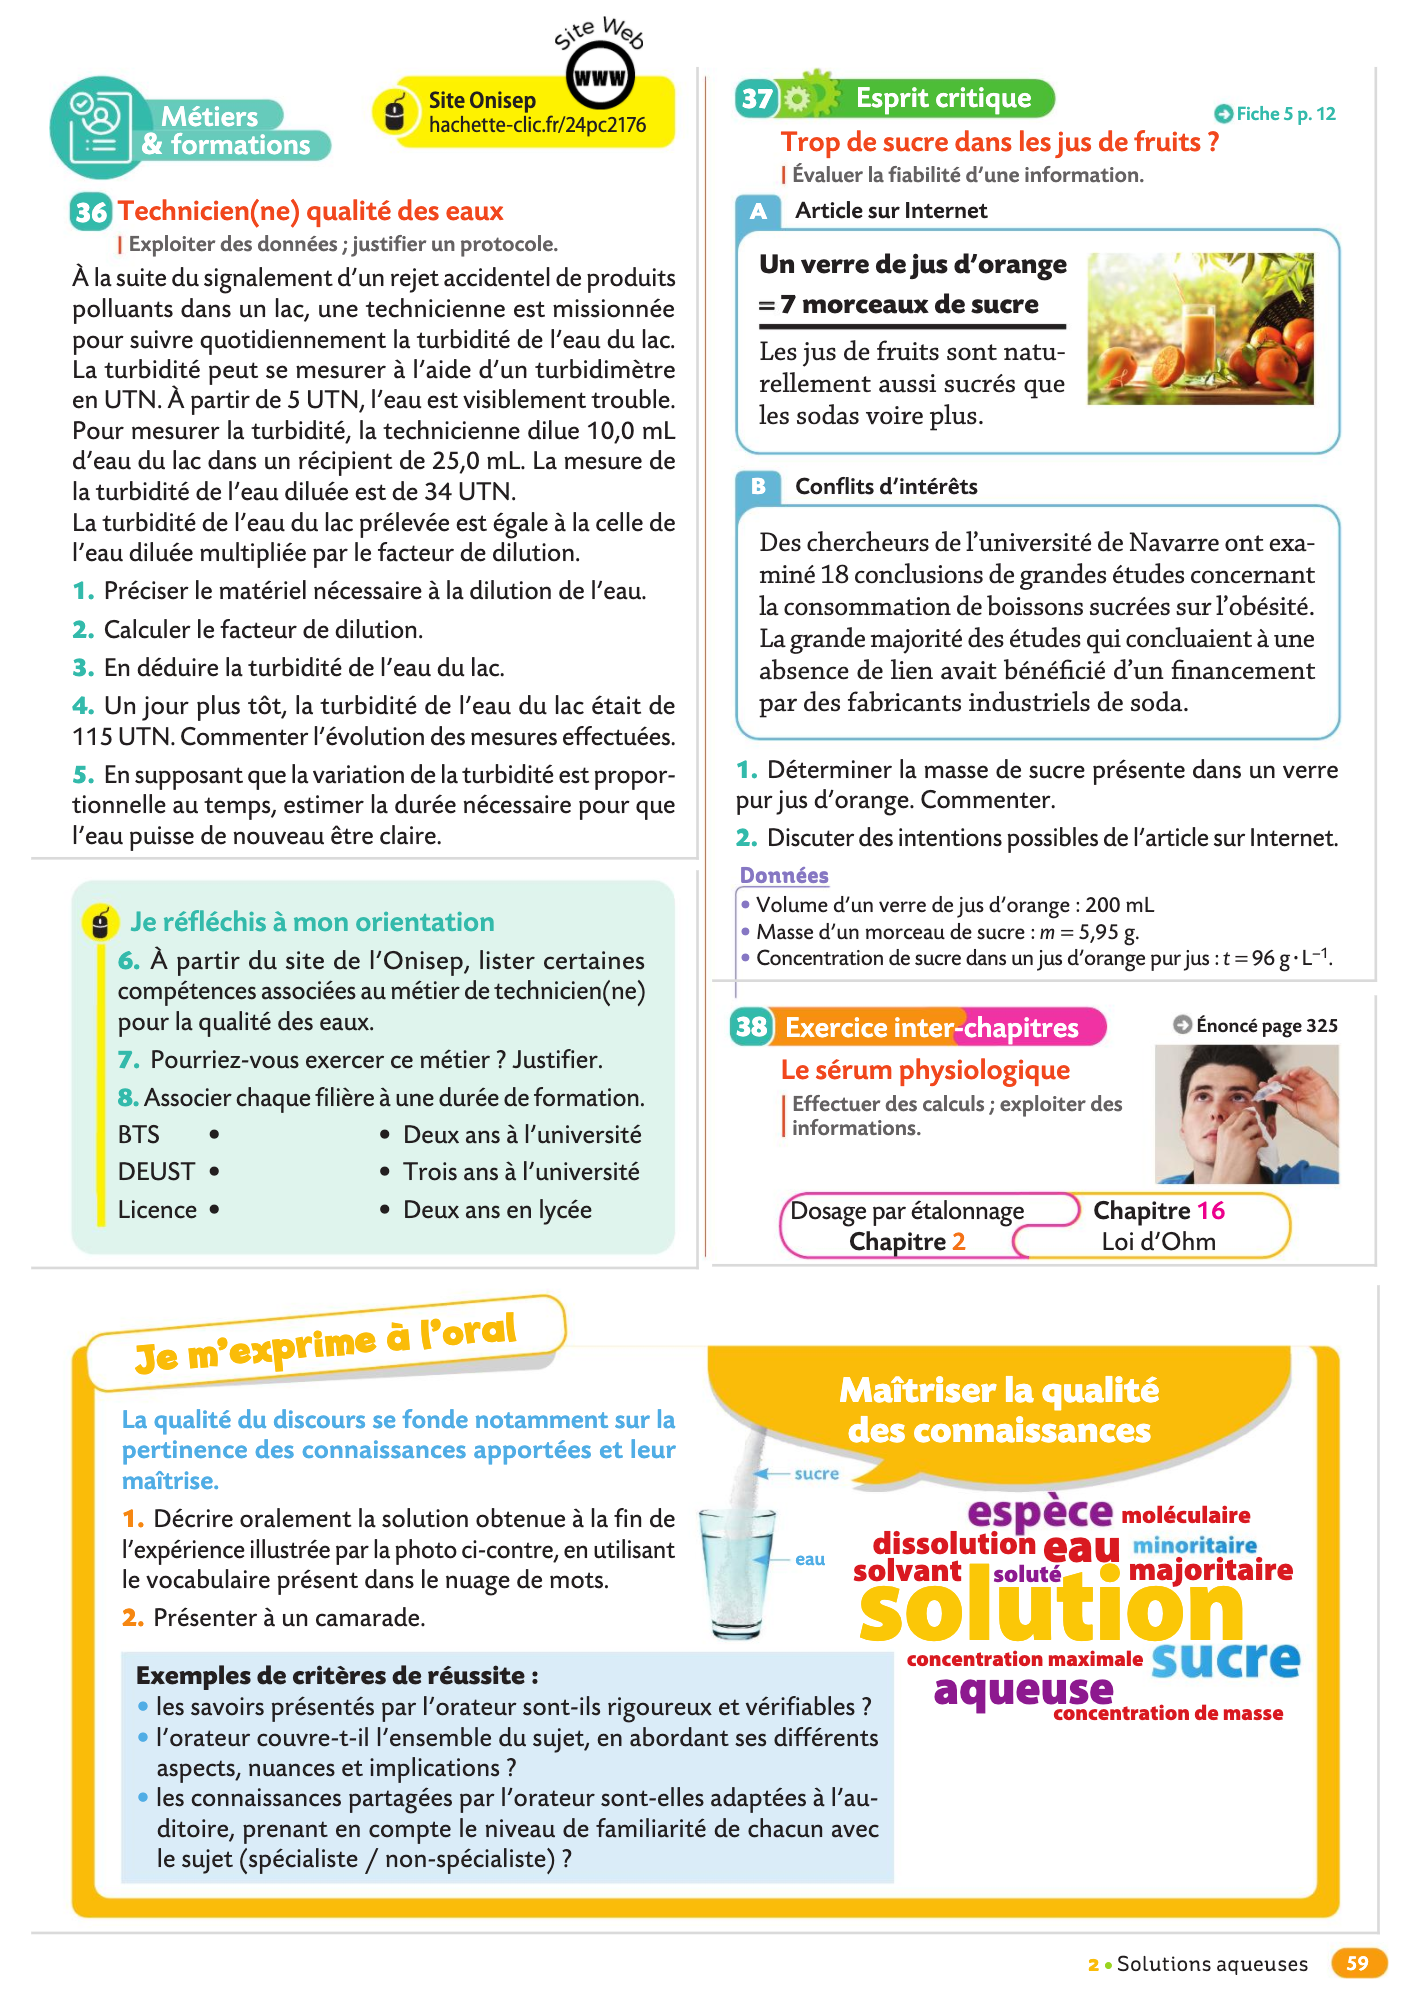 Site Web
www
Métiers
& formations
Site Onisep
hachette-clic.fr/24pc2176
36 Technicien(ne) qualité des eaux
Exploiter des données ; justifier un protocole.
À la suite du signalement d'un rejet accidentel de produits
polluants dans un lac, une technicienne est missionnée
pour suivre quotidiennement la turbidité de l'eau du lac.
La turbidité peut se mesurer à l'aide d'un turbidimètre
en UTN. À partir de 5 UTN, l'eau est visiblement trouble.
Pour mesurer la turbidité, la technicienne dilue 10,0 mL
d'eau du lac dans un récipient de 25,0 mL. La mesure de
la turbidité de l'eau diluée est de 34 UTN.
La turbidité de l'eau du lac prélevée est égale à la celle de
l'eau diluée multipliée par le facteur de dilution.
1. Préciser le matériel nécessaire à la dilution de l'eau.
2. Calculer le facteur de dilution.
3. En déduire la turbidité de l'eau du lac.
4. Un jour plus tôt, la turbidité de l'eau du lac était de
115 UTN. Commenter l'évolution des mesures effectuées.
5. En supposant que la variation de la turbidité est propor-
tionnelle au temps, estimer la durée nécessaire pour que
l'eau puisse de nouveau être claire.
Je réfléchis à mon orientation
6. À partir du site de l'Onisep, lister certaines
compétences associées au métier de technicien(ne)
pour la qualité des eaux.
7. Pourriez-vous exercer ce métier ? Justifier.
8. Associer chaque filière à une durée de formation.
BTS • • Deux ans à l'université
DEUST • • Trois ans à l'université
Licence • • Deux ans en lycée
37 Esprit critique
Fiche 5 p. 12
Trop de sucre dans les jus de fruits ?
Évaluer la fiabilité d'une information.
A Article sur Internet
Un verre de jus d'orange
= 7 morceaux de sucre
Les jus de fruits sont natu-
rellement aussi sucrés que
les sodas voire plus.
B Conflits d'intérêts
Des chercheurs de l'université de Navarre ont exa-
miné 18 conclusions de grandes études concernant
la consommation de boissons sucrées sur l'obésité.
La grande majorité des études qui concluaient à une
absence de lien avait bénéficié d'un financement
par des fabricants industriels de soda.
1. Déterminer la masse de sucre présente dans un verre
pur jus d'orange. Commenter.
2. Discuter des intentions possibles de l'article sur Internet.
Données
• Volume d'un verre de jus d'orange : 200 mL
• Masse d'un morceau de sucre : m = 5,95 g.
• Concentration de sucre dans un jus d'orange pur jus : t = 96 g·L⁻¹.
38 Exercice inter-chapitres
Énoncé page 325
Le sérum physiologique
Effectuer des calculs ; exploiter des
informations.
Dosage par étalonnage
Chapitre 2
Chapitre 16
Loi d'Ohm
Je m'exprime à l'oral
La qualité du discours se fonde notamment sur la
pertinence des connaissances apportées et leur
maîtrise.
1. Décrire oralement la solution obtenue à la fin de
l'expérience illustrée par la photo ci-contre, en utilisant
le vocabulaire présent dans le nuage de mots.
2. Présenter à un camarade.
Exemples de critères de réussite :
• les savoirs présentés par l'orateur sont-ils rigoureux et vérifiables ?
• l'orateur couvre-t-il l'ensemble du sujet, en abordant ses différents
aspects, nuances et implications ?
• les connaissances partagées par l'orateur sont-elles adaptées à l'au-
ditoire, prenant en compte le niveau de familiarité de chacun avec
le sujet (spécialiste / non-spécialiste) ?
Maîtriser la qualité
des connaissances
sucre
eau
espèce moléculaire
dissolution eau minoritaire
solvant soluté majoritaire
solution
concentration maximale sucre
aqueuse
concentration de masse
2 • Solutions aqueuses 59